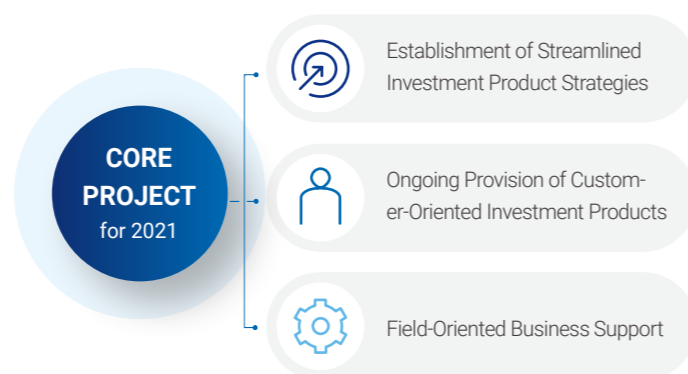 CORE
PROJECT
for 2021
Establishment of Streamlined
Investment Product Strategies
Ongoing Provision of Custom-
er-Oriented Investment Products
Field-Oriented Business Support